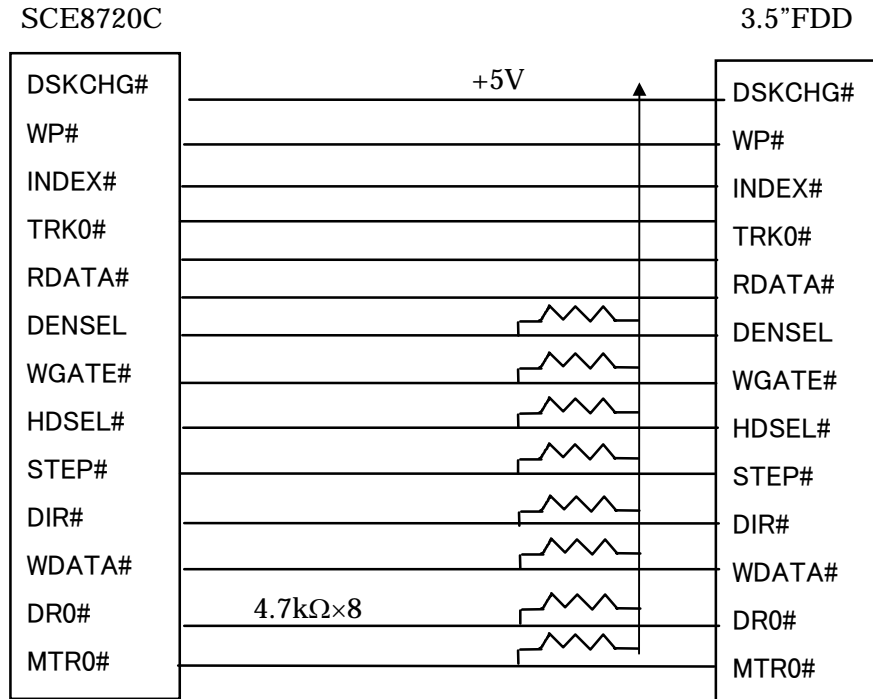 SCE8720C
3.5”FDD
+5V
DSKCHG#
WP#
INDEX#
TRK0#
RDATA#
DENSEL
WGATE#
HDSEL#
STEP#
DIR#
WDATA#
DR0#
MTR0#
4.7kΩ×8
DSKCHG#
WP#
INDEX#
TRK0#
RDATA#
DENSEL
WGATE#
HDSEL#
STEP#
DIR#
WDATA#
DR0#
MTR0#